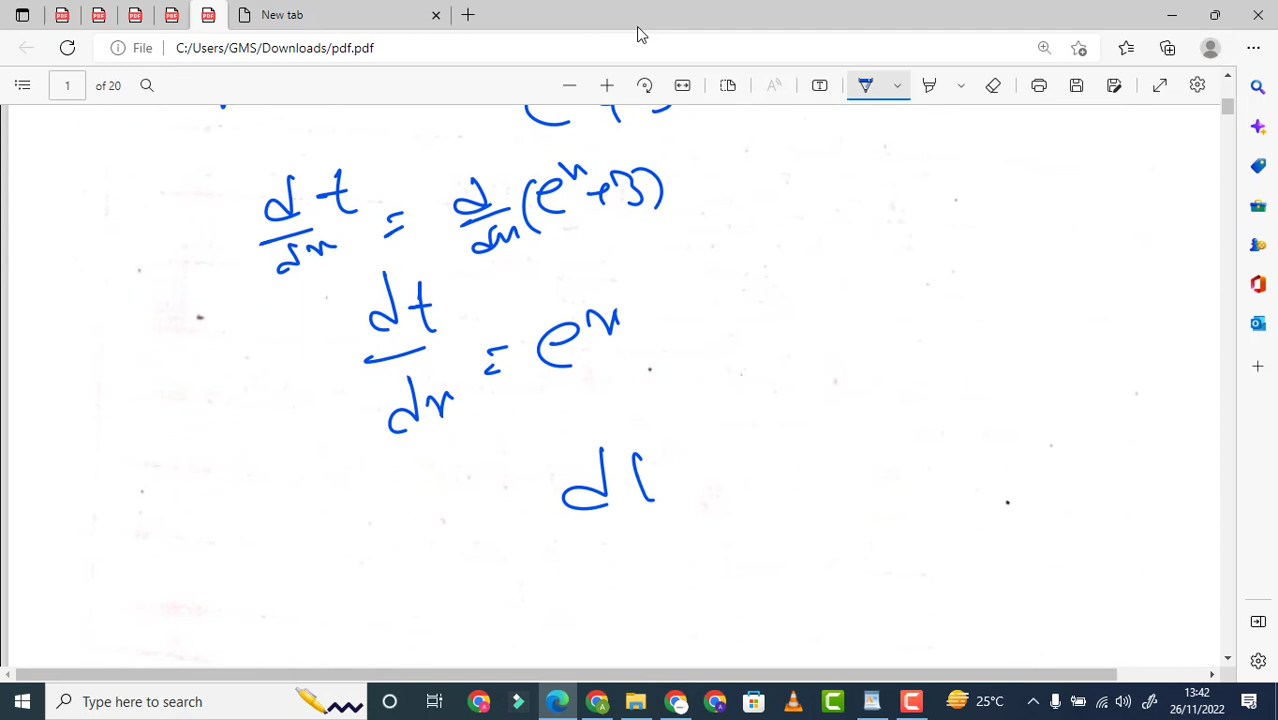 New tab
File C:/Users/GMS/Downloads/pdf.pdf
1 of 20
d/dx t = d/dx (e^x + 3)
dt/dx = e^x
d(
Type here to search
25°C
13:42
26/11/2022